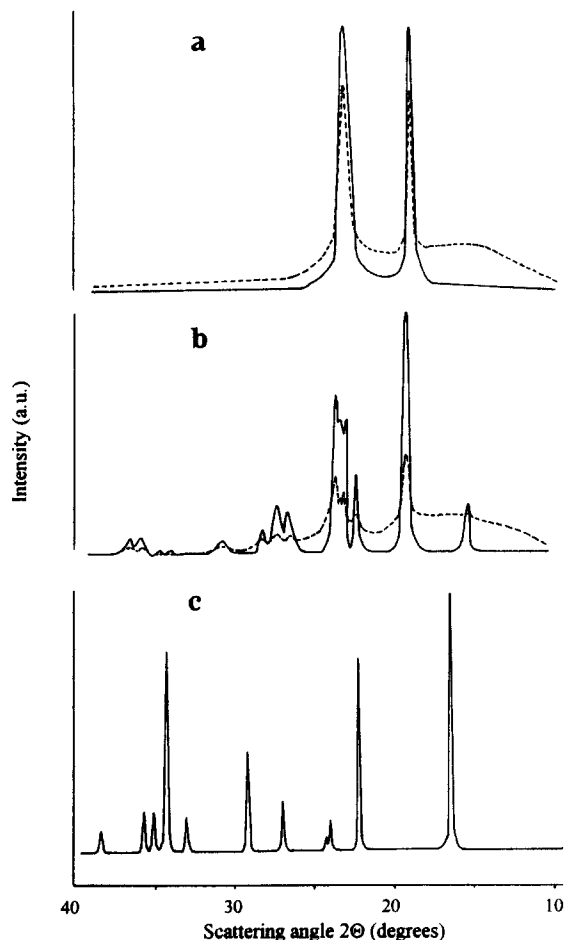 a
b
Intensity (a.u.)
c
40 30 20 10
Scattering angle 2Θ (degrees)